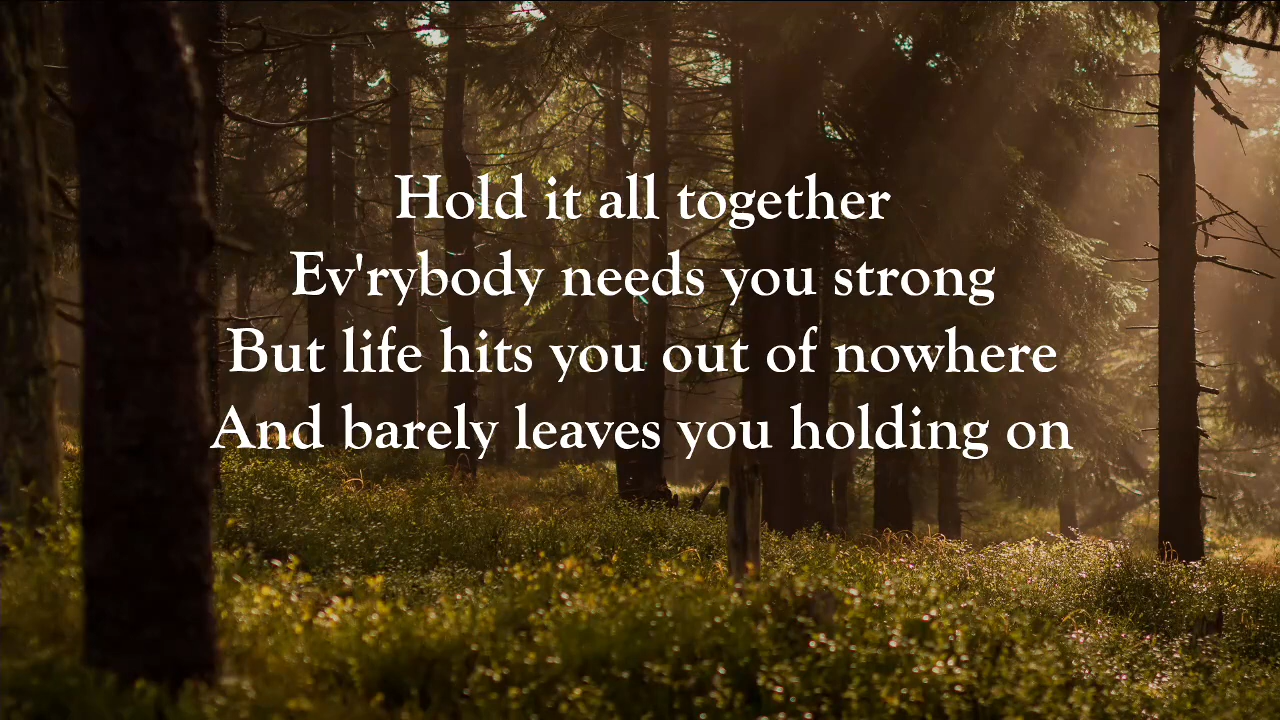 Hold it all together
Ev'rybody needs you strong
But life hits you out of nowhere
And barely leaves you holding on